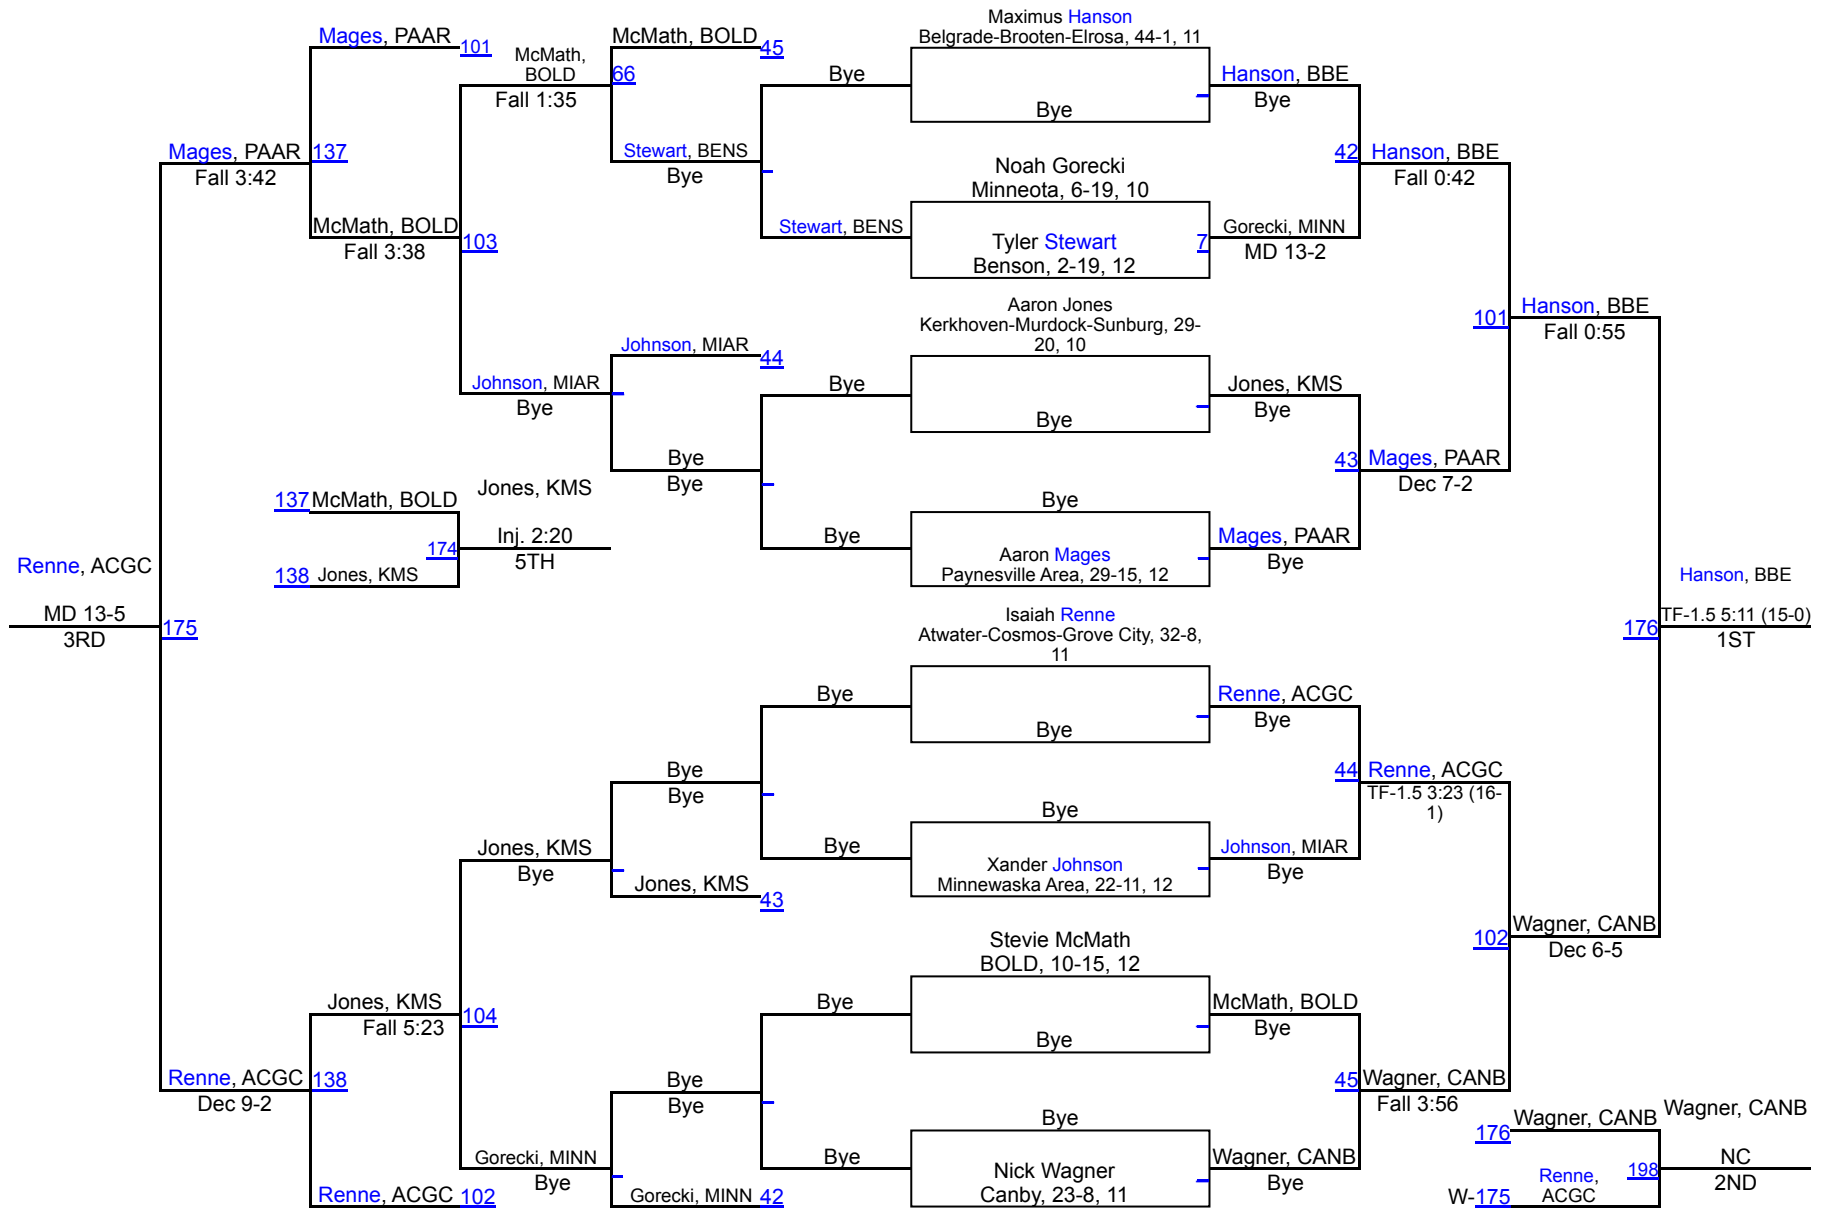 Mages, PAAR
101
Mages, PAAR
Fall 3:42
137
McMath, BOLD
Fall 3:38
103
McMath,
BOLD
Fall 1:35
66
McMath, BOLD
45
Stewart, BENS
Bye
Bye
Stewart, BENS
Johnson, MIAR
Bye
Johnson, MIAR
44
Bye
Bye
Bye
Bye
137
McMath, BOLD
138
Jones, KMS
174
Jones, KMS
Inj. 2:20
5TH
Renne, ACGC
MD 13-5
3RD
175
Bye
Bye
Bye
Bye
Jones, KMS
Bye
Jones, KMS
43
Jones, KMS
Fall 5:23
104
Renne, ACGC
Dec 9-2
138
Renne, ACGC
102
Gorecki, MINN
Bye
Bye
Bye
Gorecki, MINN
42
Bye
Bye
Maximus Hanson
Belgrade-Brooten-Elrosa, 44-1, 11
Bye
Noah Gorecki
Minneota, 6-19, 10
Tyler Stewart
Benson, 2-19, 12
7
Aaron Jones
Kerkhoven-Murdock-Sunburg, 29-
20, 10
Bye
Bye
Aaron Mages
Paynesville Area, 29-15, 12
Isaiah Renne
Atwater-Cosmos-Grove City, 32-8,
11
Bye
Bye
Xander Johnson
Minnewaska Area, 22-11, 12
Stevie McMath
BOLD, 10-15, 12
Bye
Bye
Nick Wagner
Canby, 23-8, 11
Hanson, BBE
Bye
Gorecki, MINN
MD 13-2
42
Hanson, BBE
Fall 0:42
Jones, KMS
Bye
Mages, PAAR
Bye
43
Mages, PAAR
Dec 7-2
101
Hanson, BBE
Fall 0:55
Renne, ACGC
Bye
Johnson, MIAR
Bye
44
Renne, ACGC
TF-1.5 3:23 (16-
1)
McMath, BOLD
Bye
Wagner, CANB
Bye
45
Wagner, CANB
Fall 3:56
102
Wagner, CANB
Dec 6-5
176
Hanson, BBE
TF-1.5 5:11 (15-0)
1ST
176
Wagner, CANB
W-175
Renne,
ACGC
198
Wagner, CANB
NC
2ND